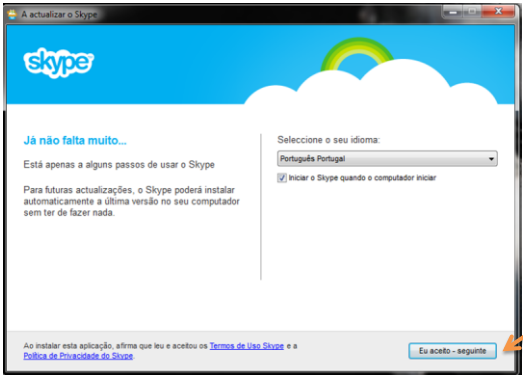 A actualizar o Skype
skype
Já não falta muito...
Está apenas a alguns passos de usar o Skype
Para futuras actualizações, o Skype poderá instalar
automaticamente a última versão no seu computador
sem ter de fazer nada.
Seleccione o seu idioma:
Português Portugal
Iniciar o Skype quando o computador iniciar
Ao instalar esta aplicação, afirma que leu e aceitou os Termos de Uso Skype e a
Política de Privacidade do Skype.
Eu aceito - seguinte